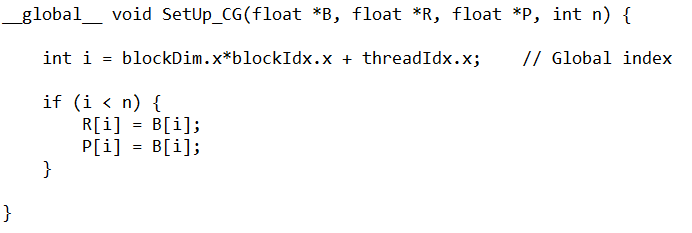 __global__ void SetUp_CG(float *B, float *R, float *P, int n) {
    int i = blockDim.x*blockIdx.x + threadIdx.x;    // Global index
    if (i < n) {
        R[i] = B[i];
        P[i] = B[i];
    }
}